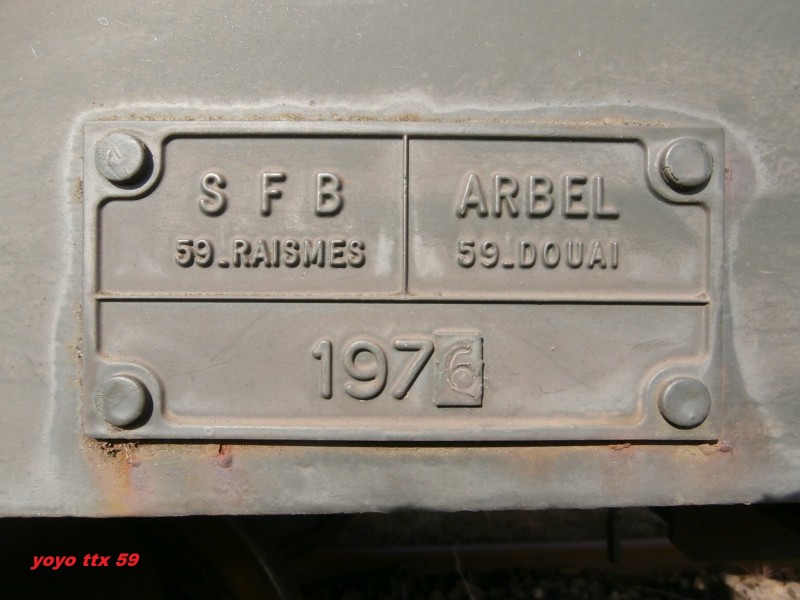 S F B
59_RAISMES
ARBEL
59_DOUAI
1976
yoyo ttx 59